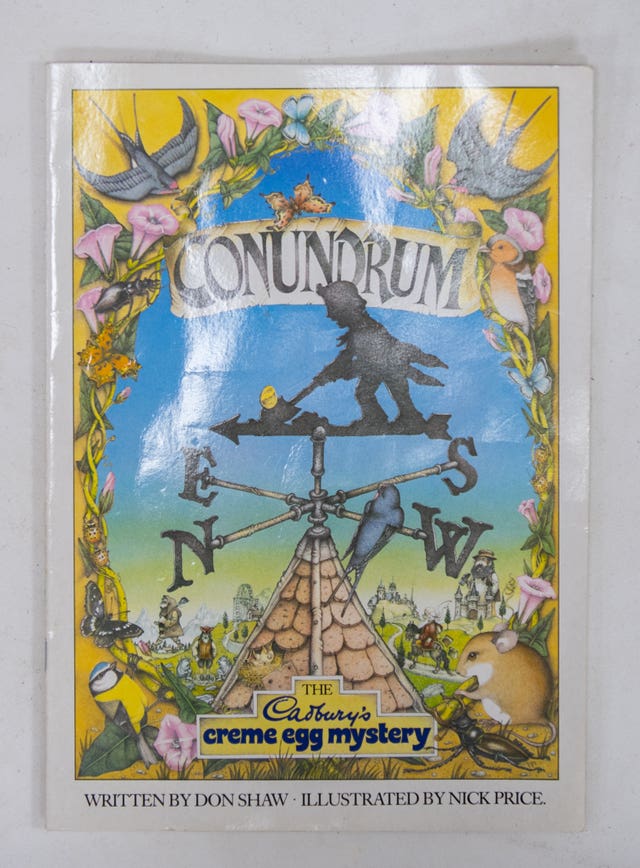 CONUNDRUM
E S
N W
THE
Cadbury's
creme egg mystery
WRITTEN BY DON SHAW · ILLUSTRATED BY NICK PRICE.